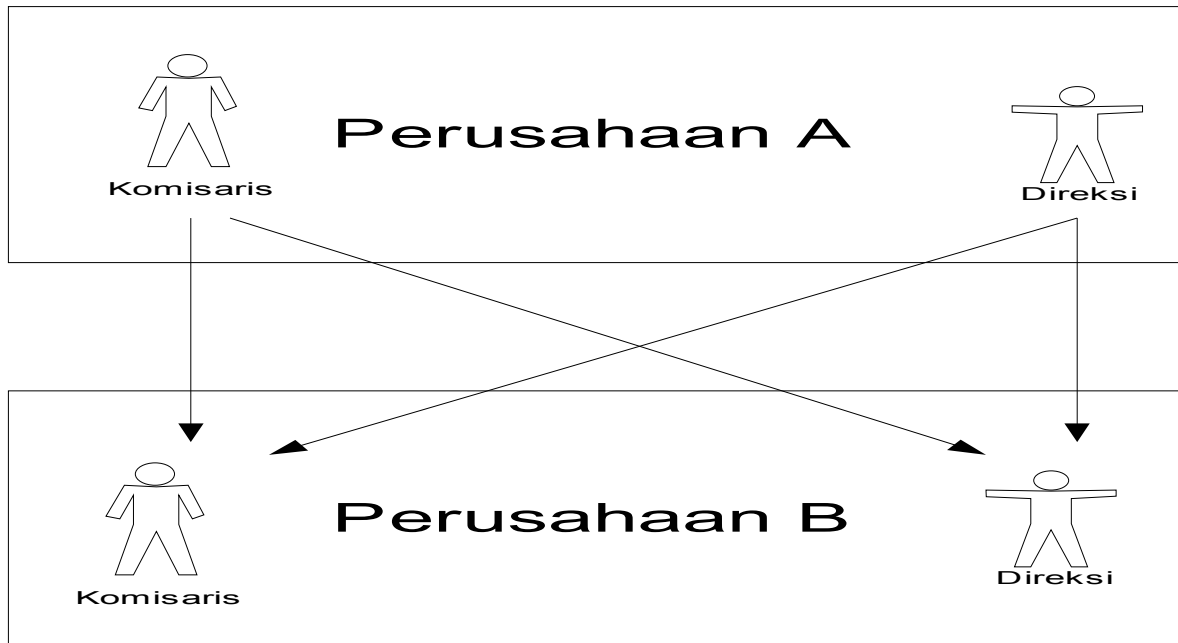 Perusahaan A
Komisaris
Direksi
Perusahaan B
Komisaris
Direksi